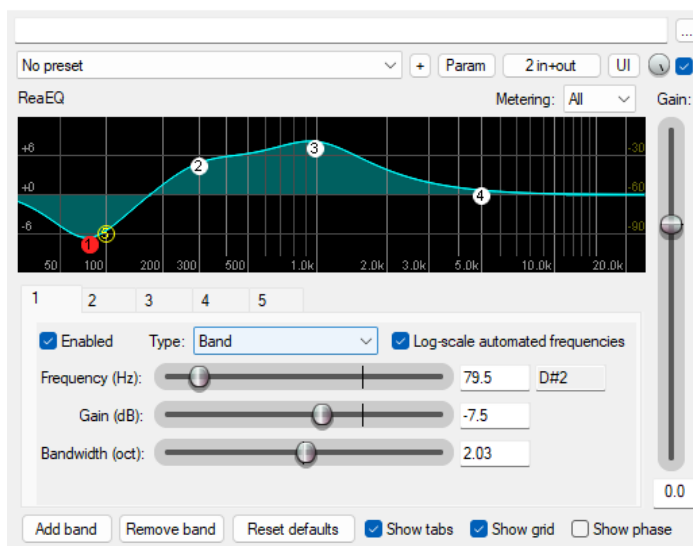 ...
No preset + Param 2 in+out UI
ReaEQ Metering: All Gain:
+6 -30
+0 -60
-6 -90
1 2 3 4 5
50 100 200 300 500 1.0k 2.0k 3.0k 5.0k 10.0k 20.0k
1 2 3 4 5
Enabled Type: Band Log-scale automated frequencies
Frequency (Hz): 79.5 D#2
Gain (dB): -7.5
Bandwidth (oct): 2.03
0.0
Add band Remove band Reset defaults Show tabs Show grid Show phase